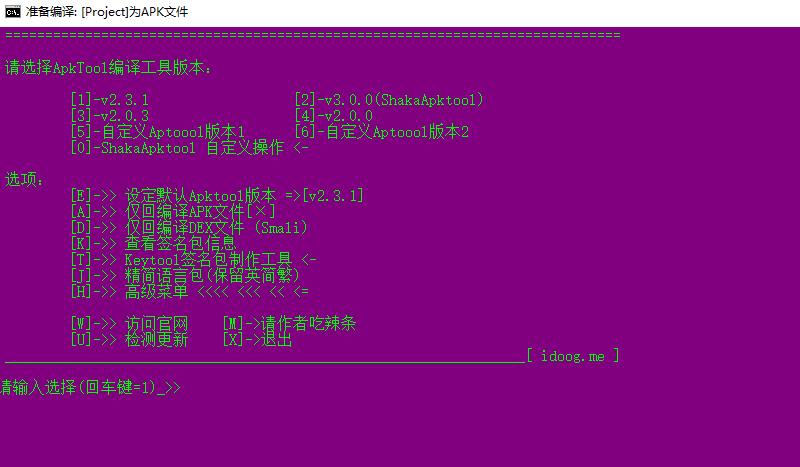 准备编译: [Project]为APK文件
=============================================================================
请选择ApkTool编译工具版本:
[1]-v2.3.1 [2]-v3.0.0(ShakaApktool)
[3]-v2.0.3 [4]-v2.0.0
[5]-自定义Aptoool版本1 [6]-自定义Aptoool版本2
[0]-ShakaApktool 自定义操作 <-
选项:
[E]->> 设定默认Apktool版本 =>[v2.3.1]
[A]->> 仅回编译APK文件[×]
[D]->> 仅回编译DEX文件 (Smali)
[K]->> 查看签名包信息
[T]->> Keytool签名包制作工具 <-
[J]->> 精简语言包(保留英简繁)
[H]->> 高级菜单 <<<< <<< << <=
[W]->> 访问官网 [M]->请作者吃辣条
[U]->> 检测更新 [X]->退出
_________________________________________________________________[ idoog.me ]
请输入选择(回车键=1)_>>